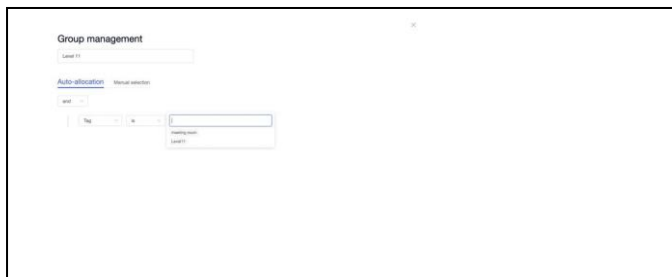 Group management
Level 11
Auto-allocation Manual selection
and
Tag is
meeting room
Level11